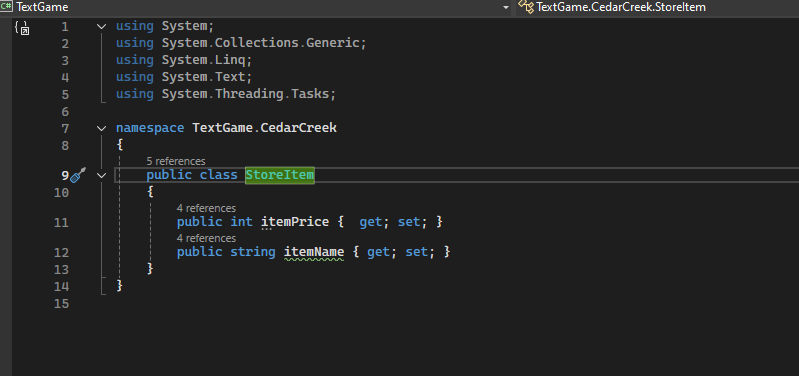 C# TextGame TextGame.CedarCreek.StoreItem
1 using System;
2 using System.Collections.Generic;
3 using System.Linq;
4 using System.Text;
5 using System.Threading.Tasks;
6
7 namespace TextGame.CedarCreek
8 {
5 references
9 public class StoreItem
10 {
4 references
11 public int itemPrice {  get; set; }
4 references
12 public string itemName { get; set; }
13 }
14 }
15